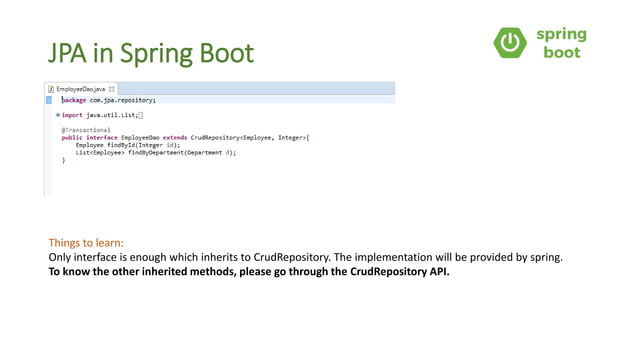 JPA in Spring Boot
spring
boot
EmployeeDao.java
package com.jpa.repository;
import java.util.List;
@Transactional
public interface EmployeeDao extends CrudRepository<Employee, Integer>{
Employee findById(Integer id);
List<Employee> findByDepartment(Department d);
}
Things to learn:
Only interface is enough which inherits to CrudRepository. The implementation will be provided by spring.
To know the other inherited methods, please go through the CrudRepository API.